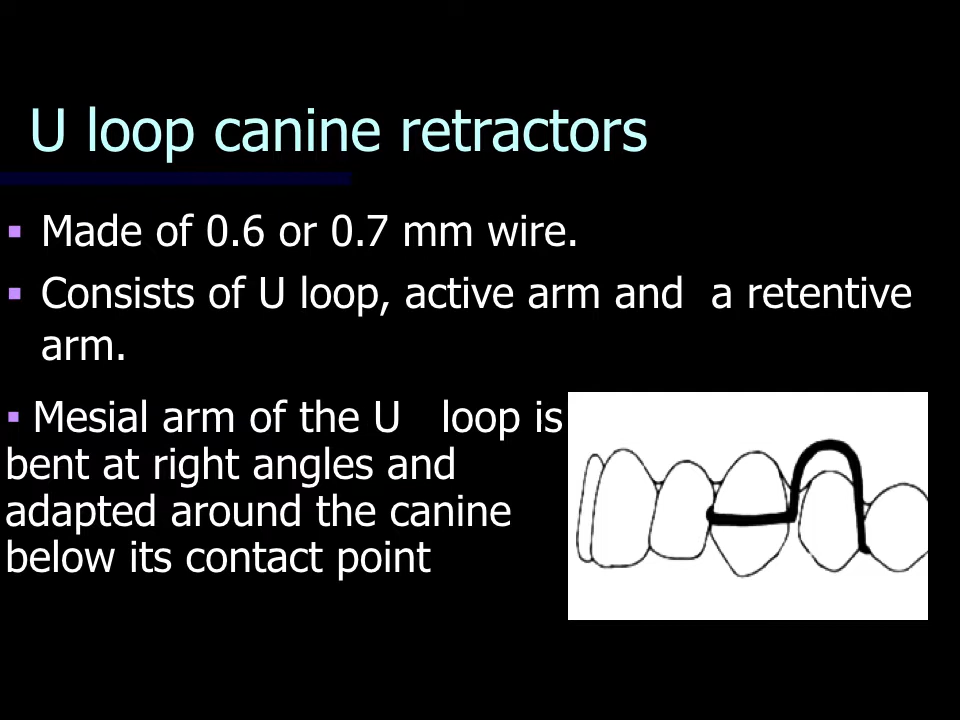 U loop canine retractors
▪ Made of 0.6 or 0.7 mm wire.
▪ Consists of U loop, active arm and  a retentive
arm.
▪ Mesial arm of the U   loop is
bent at right angles and
adapted around the canine
below its contact point